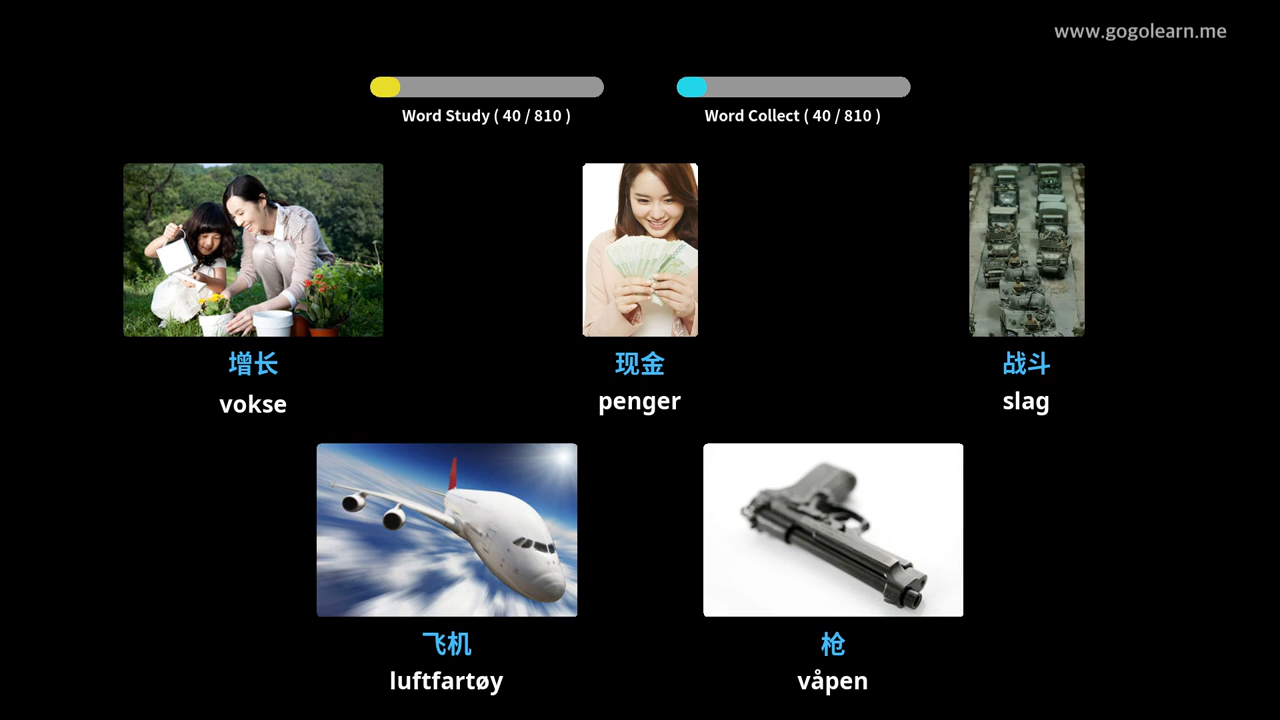 www.gogolearn.me
Word Study ( 40 / 810 )
Word Collect ( 40 / 810 )
增长
vokse
现金
penger
战斗
slag
飞机
luftfartøy
枪
våpen